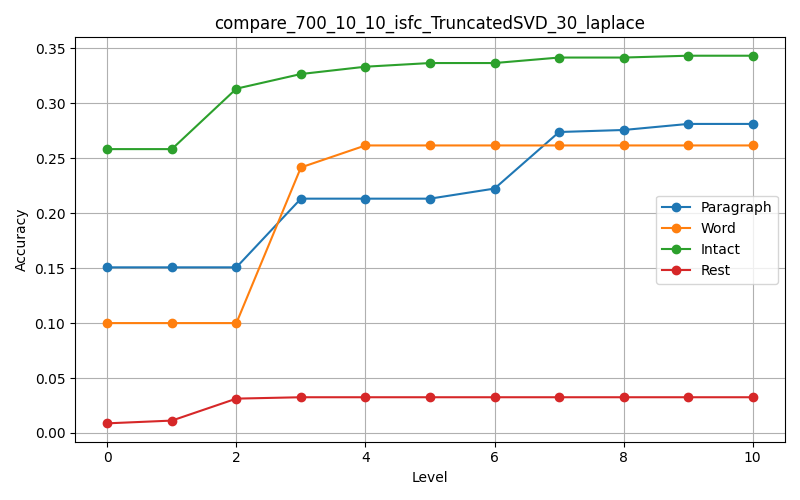 compare_700_10_10_isfc_TruncatedSVD_30_laplace
0.35
0.30
0.25
0.20
0.15
0.10
0.05
0.00
Accuracy
Paragraph
Word
Intact
Rest
0 2 4 6 8 10
Level